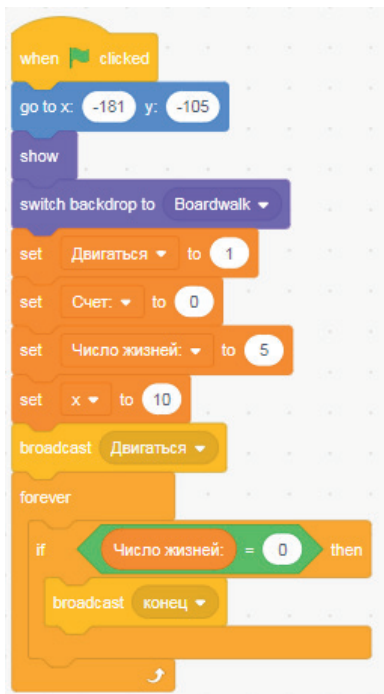 when clicked
go to x: -181 y: -105
show
switch backdrop to Boardwalk
set Двигаться to 1
set Счет: to 0
set Число жизней: to 5
set x to 10
broadcast Двигаться
forever
if Число жизней: = 0 then
broadcast конец